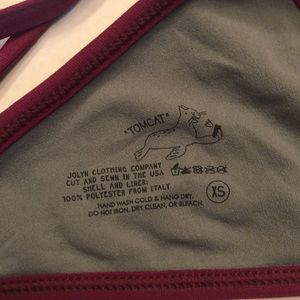 "TOMCAT"
JOLYN CLOTHING COMPANY
CUT AND SEWN IN THE USA
SHELL AND LINER:
100% POLYESTER FROM ITALY
XS
HAND WASH COLD & HANG DRY.
DO NOT IRON, DRY CLEAN, OR BLEACH.